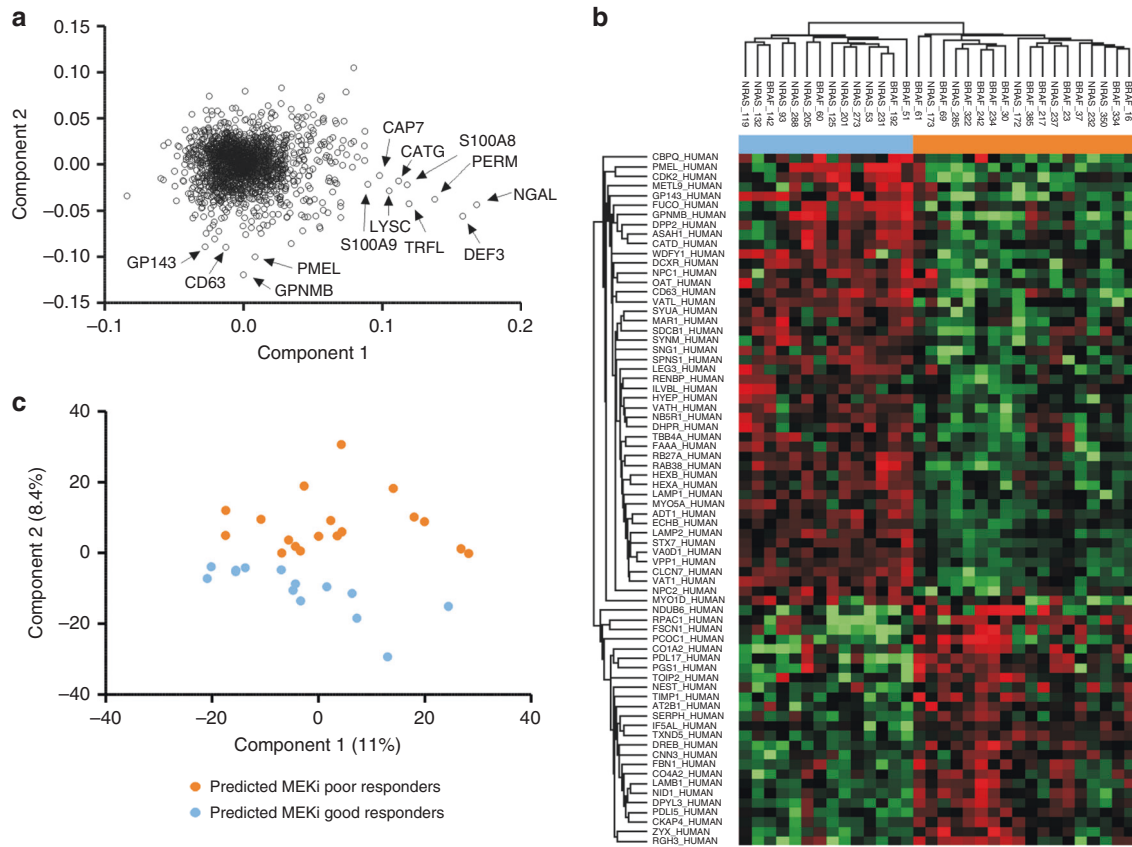 a
0.15
0.10
0.05
0.00
−0.05
−0.10
−0.15
Component 2
−0.1
0.0
0.1
0.2
Component 1
CAP7
CATG
S100A8
PERM
NGAL
S100A9
LYSC
TRFL
DEF3
GP143
CD63
PMEL
GPNMB
c
40
20
0
−20
−40
Component 2 (8.4%)
−40
−20
0
20
40
Component 1 (11%)
Predicted MEKi poor responders
Predicted MEKi good responders
b
NRAS_119
NRAS_132
BRAF_142
NRAS_93
NRAS_288
NRAS_205
BRAF_60
NRAS_125
NRAS_201
NRAS_273
NRAS_53
NRAS_231
BRAF_192
BRAF_51
BRAF_61
NRAS_173
BRAF_69
NRAS_285
BRAF_322
BRAF_242
BRAF_234
BRAF_30
NRAS_172
BRAF_385
BRAF_217
NRAS_237
BRAF_23
BRAF_37
NRAS_232
NRAS_350
BRAF_334
BRAF_16
CBPQ_HUMAN
PMEL_HUMAN
CDK2_HUMAN
METL9_HUMAN
GP143_HUMAN
FUCO_HUMAN
GPNMB_HUMAN
DPP2_HUMAN
ASAH1_HUMAN
CATD_HUMAN
WDFY1_HUMAN
DCXR_HUMAN
NPC1_HUMAN
OAT_HUMAN
CD63_HUMAN
VATL_HUMAN
SYUA_HUMAN
MAR1_HUMAN
SDCB1_HUMAN
SYNM_HUMAN
SNG1_HUMAN
SPNS1_HUMAN
LEG3_HUMAN
RENBP_HUMAN
ILVBL_HUMAN
HYEP_HUMAN
VATH_HUMAN
NB5R1_HUMAN
DHPR_HUMAN
TBB4A_HUMAN
FAAA_HUMAN
RB27A_HUMAN
RAB38_HUMAN
HEXB_HUMAN
HEXA_HUMAN
LAMP1_HUMAN
MYO5A_HUMAN
ADT1_HUMAN
ECHB_HUMAN
LAMP2_HUMAN
STX7_HUMAN
VA0D1_HUMAN
VPP1_HUMAN
CLCN7_HUMAN
VAT1_HUMAN
NPC2_HUMAN
MYO1D_HUMAN
NDUB6_HUMAN
RPAC1_HUMAN
FSCN1_HUMAN
PCOC1_HUMAN
CO1A2_HUMAN
PDL17_HUMAN
PGS1_HUMAN
TOIP2_HUMAN
NEST_HUMAN
TIMP1_HUMAN
AT2B1_HUMAN
SERPH_HUMAN
IF5AL_HUMAN
TXND5_HUMAN
DREB_HUMAN
CNN3_HUMAN
FBN1_HUMAN
CO4A2_HUMAN
LAMB1_HUMAN
NID1_HUMAN
DPYL3_HUMAN
PDLI5_HUMAN
CKAP4_HUMAN
ZYX_HUMAN
RGH3_HUMAN